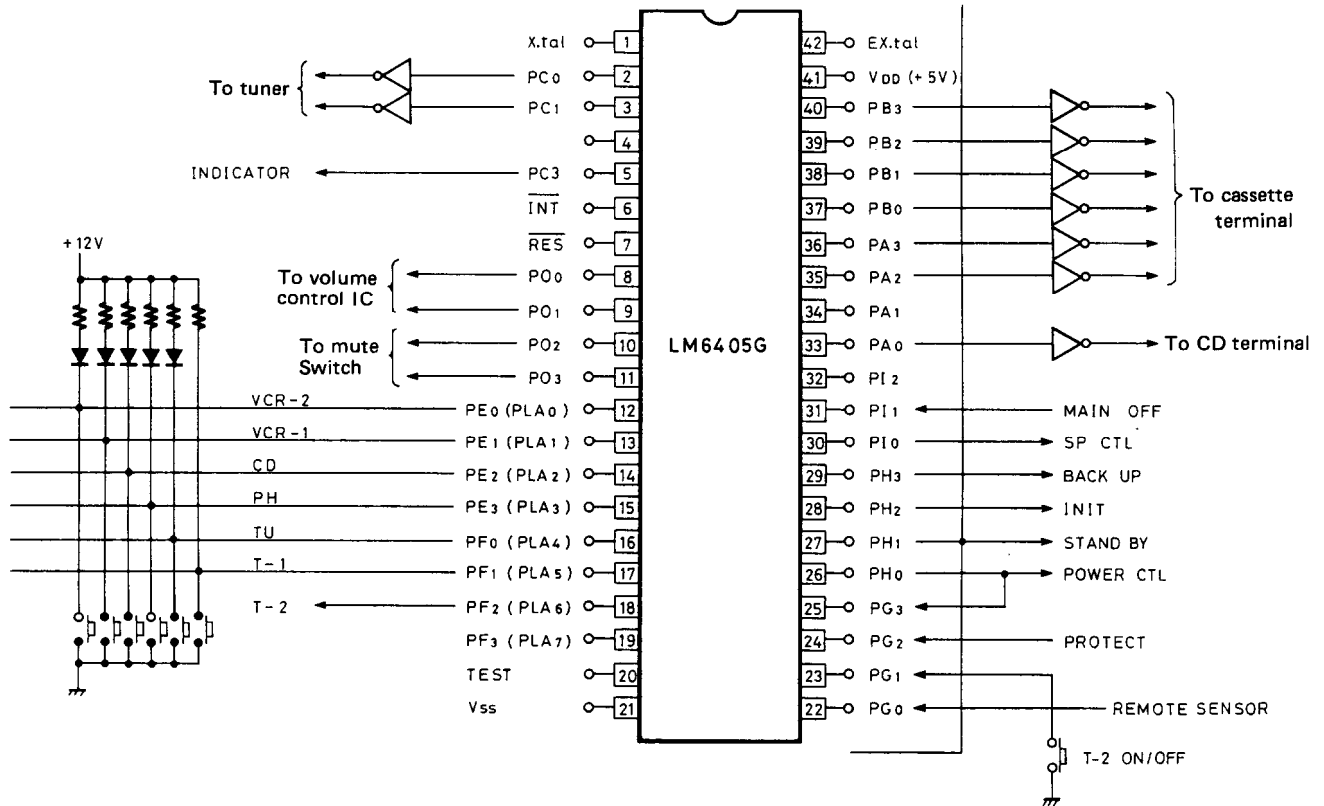 X.tal 1
To tuner
PC0 2
PC1 3
4
INDICATOR PC3 5
INT 6
RES 7
+12V
To volume
control IC
PO0 8
PO1 9
To mute
Switch
PO2 10
PO3 11
VCR-2 PE0 (PLA0) 12
VCR-1 PE1 (PLA1) 13
CD PE2 (PLA2) 14
PH PE3 (PLA3) 15
TU PF0 (PLA4) 16
T-1 PF1 (PLA5) 17
T-2 PF2 (PLA6) 18
PF3 (PLA7) 19
TEST 20
Vss 21
LM6405G
42 EX.tal
41 VDD (+5V)
40 PB3
39 PB2
38 PB1
37 PB0
36 PA3
35 PA2
To cassette
terminal
34 PA1
33 PA0 To CD terminal
32 PI2
31 PI1 MAIN OFF
30 PI0 SP CTL
29 PH3 BACK UP
28 PH2 INIT
27 PH1 STAND BY
26 PH0 POWER CTL
25 PG3
24 PG2 PROTECT
23 PG1
22 PG0 REMOTE SENSOR
T-2 ON/OFF